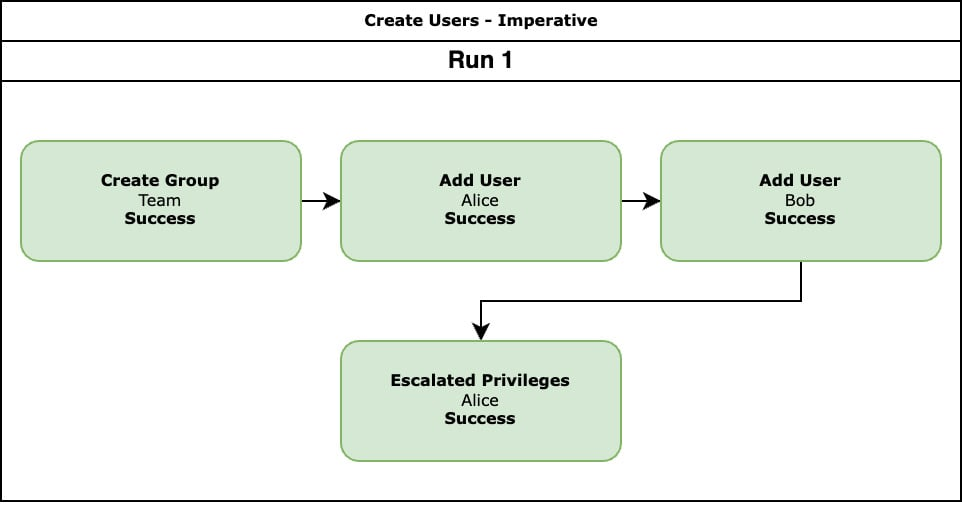 Create Users - Imperative
Run 1
Create Group
Team
Success
Add User
Alice
Success
Add User
Bob
Success
Escalated Privileges
Alice
Success